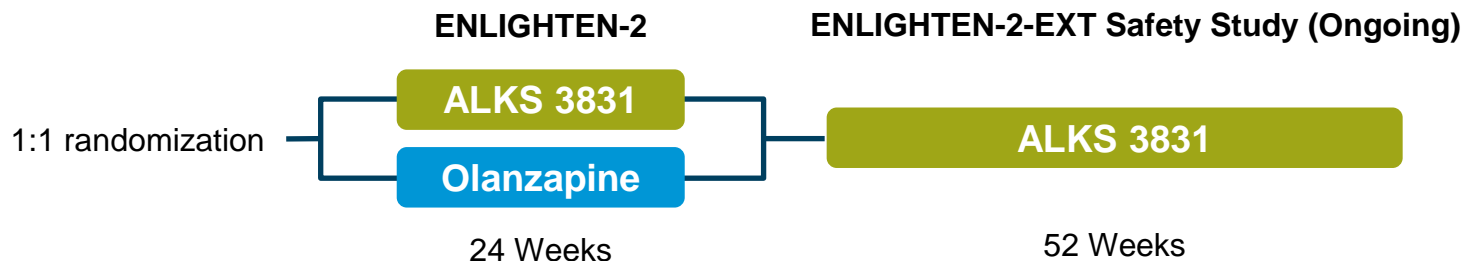 ENLIGHTEN-2
ENLIGHTEN-2-EXT Safety Study (Ongoing)
1:1 randomization
ALKS 3831
Olanzapine
ALKS 3831
24 Weeks
52 Weeks